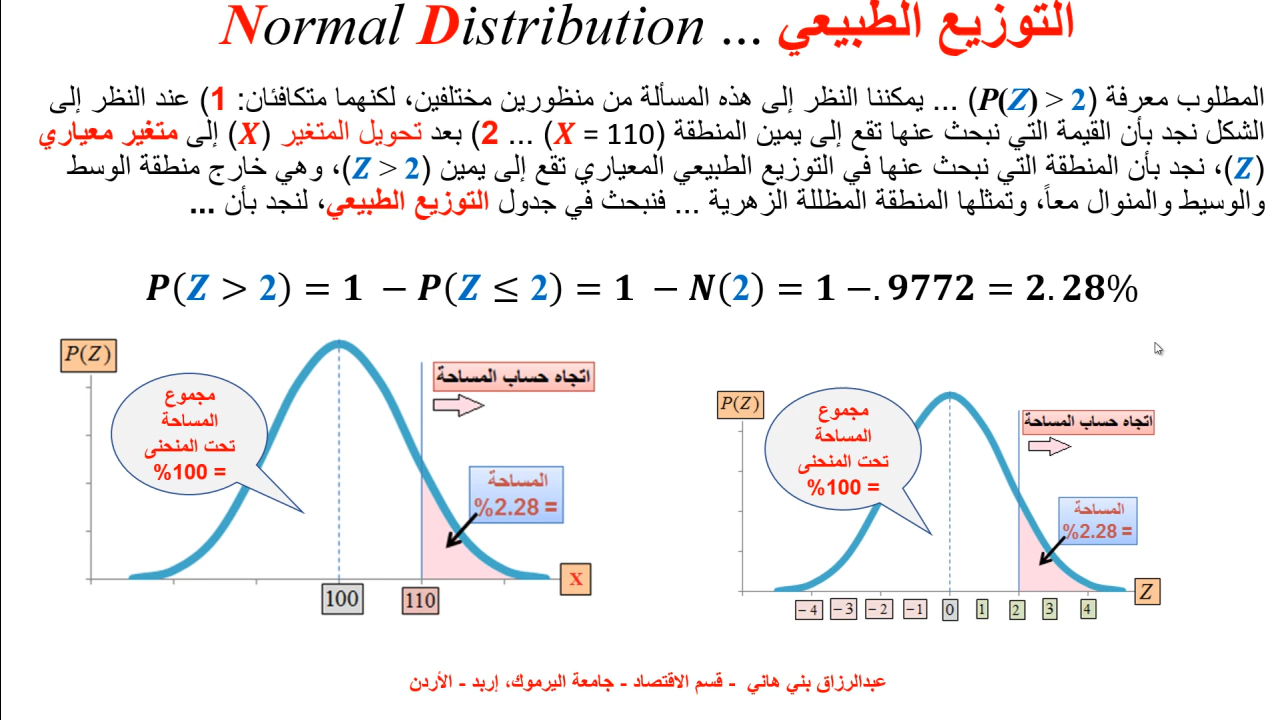 Normal Distribution ... التوزيع الطبيعي
المطلوب معرفة (P(Z) > 2) ... يمكننا النظر إلى هذه المسألة من منظورين مختلفين، لكنهما متكافئان: 1) عند النظر إلى
الشكل نجد بأن القيمة التي نبحث عنها تقع إلى يمين المنطقة (X = 110) ... 2) بعد تحويل المتغير (X) إلى متغير معياري
(Z)، نجد بأن المنطقة التي نبحث عنها في التوزيع الطبيعي المعياري تقع إلى يمين (Z > 2)، وهي خارج منطقة الوسط
والوسيط والمنوال معاً، وتمثلها المنطقة المظللة الزهرية ... فنبحث في جدول التوزيع الطبيعي، لنجد بأن ...
P(Z > 2) = 1 − P(Z ≤ 2) = 1 − N(2) = 1 −. 9772 = 2. 28%
P(Z)
مجموع
المساحة
تحت المنحنى
= 100%
اتجاه حساب المساحة
المساحة
= 2.28%
X
100
110
P(Z)
مجموع
المساحة
تحت المنحنى
= 100%
اتجاه حساب المساحة
المساحة
= 2.28%
Z
−4 −3 −2 −1 0 1 2 3 4
عبدالرزاق بني هاني - قسم الاقتصاد - جامعة اليرموك، إربد - الأردن